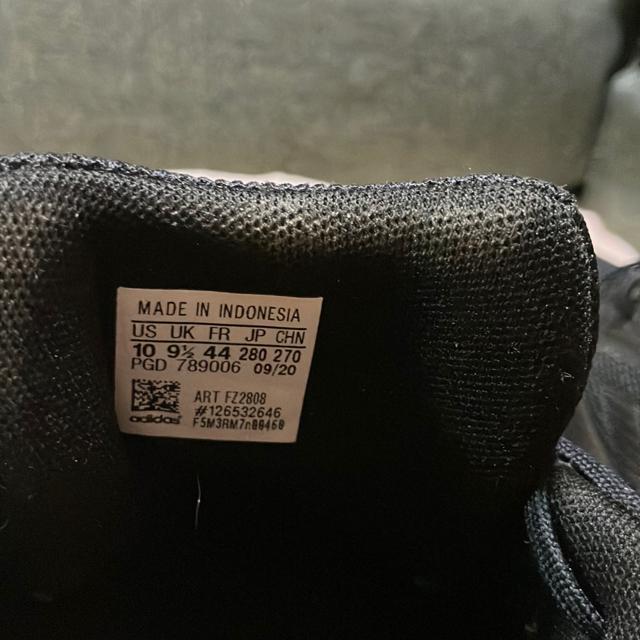 MADE IN INDONESIA
US UK FR JP CHN
10 9½ 44 280 270
PGD 789006 09/20
ART FZ2808
#126532646
adidas